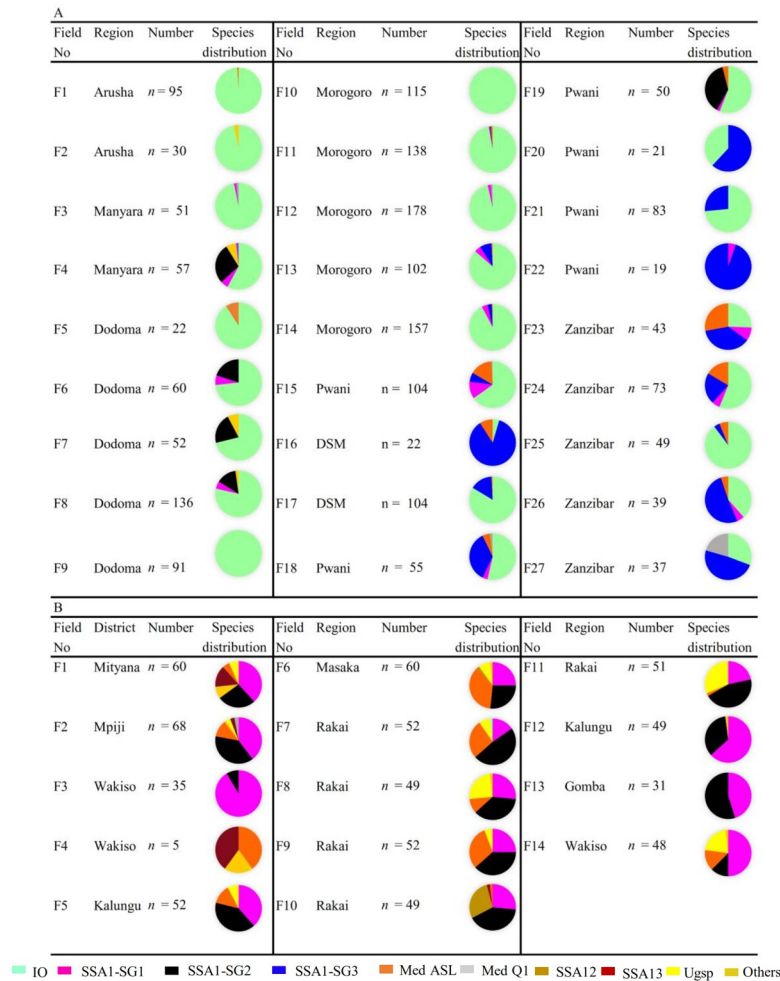 A
Field Region Number Species Field Region Number Species Field Region Number Species
No distribution No distribution No distribution
F1 Arusha n = 95 F10 Morogoro n = 115 F19 Pwani n = 50
F2 Arusha n = 30 F11 Morogoro n = 138 F20 Pwani n = 21
F3 Manyara n = 51 F12 Morogoro n = 178 F21 Pwani n = 83
F4 Manyara n = 57 F13 Morogoro n = 102 F22 Pwani n = 19
F5 Dodoma n = 22 F14 Morogoro n = 157 F23 Zanzibar n = 43
F6 Dodoma n = 60 F15 Pwani n = 104 F24 Zanzibar n = 73
F7 Dodoma n = 52 F16 DSM n = 22 F25 Zanzibar n = 49
F8 Dodoma n = 136 F17 DSM n = 104 F26 Zanzibar n = 39
F9 Dodoma n = 91 F18 Pwani n = 55 F27 Zanzibar n = 37
B
Field District Number Species Field Region Number Species Field Region Number Species
No distribution No distribution No distribution
F1 Mityana n = 60 F6 Masaka n = 60 F11 Rakai n = 51
F2 Mpiji n = 68 F7 Rakai n = 52 F12 Kalungu n = 49
F3 Wakiso n = 35 F8 Rakai n = 49 F13 Gomba n = 31
F4 Wakiso n = 5 F9 Rakai n = 52 F14 Wakiso n = 48
F5 Kalungu n = 52 F10 Rakai n = 49
IO SSA1-SG1 SSA1-SG2 SSA1-SG3 Med ASL Med Q1 SSA12 SSA13 Ugsp Others